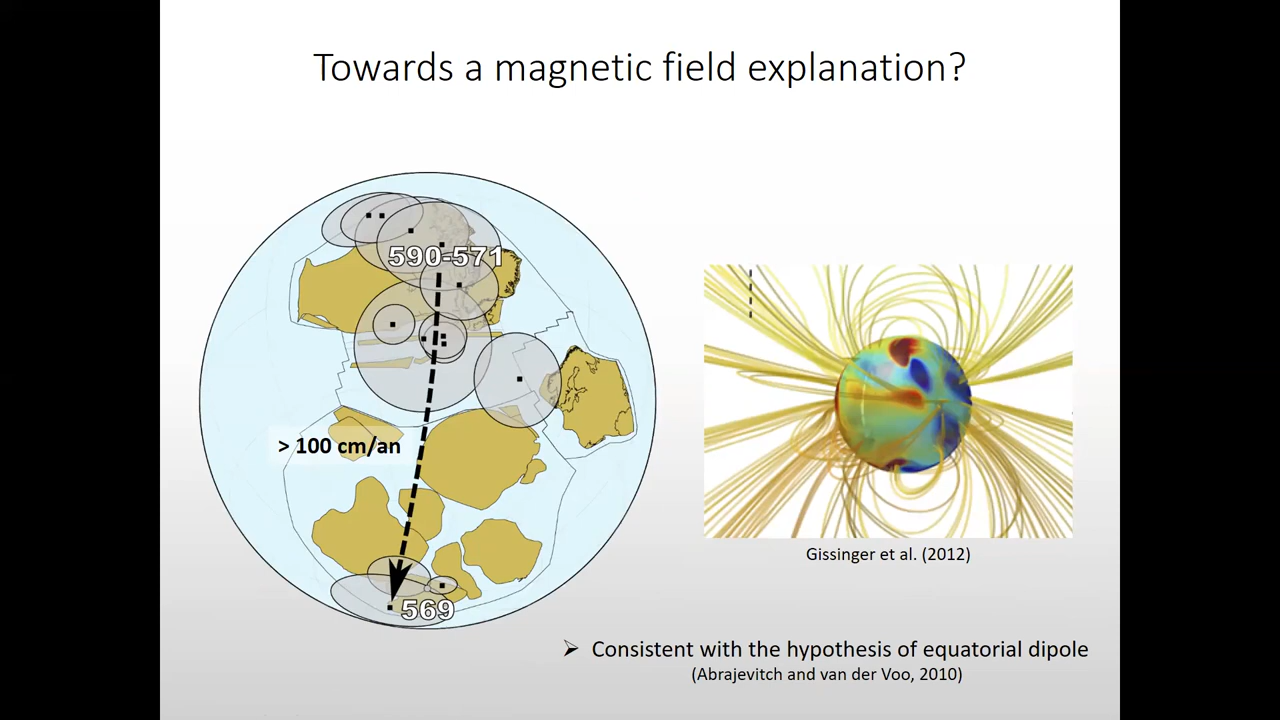 Towards a magnetic field explanation?
590-571
> 100 cm/an
569
Gissinger et al. (2012)
➢ Consistent with the hypothesis of equatorial dipole
(Abrajevitch and van der Voo, 2010)